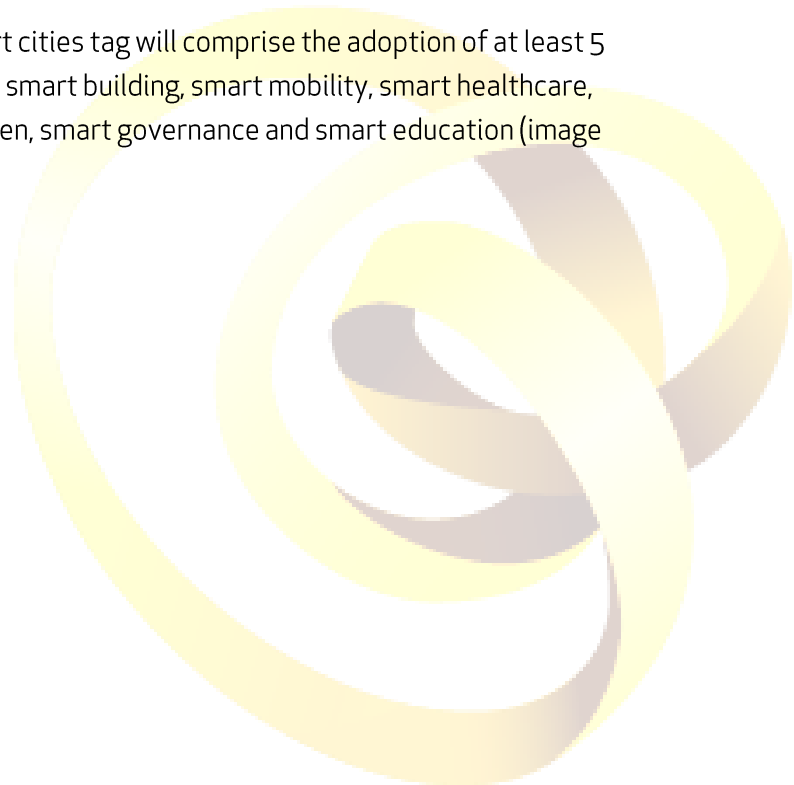 t cities tag will comprise the adoption of at least 5
smart building, smart mobility, smart healthcare,
en, smart governance and smart education (image